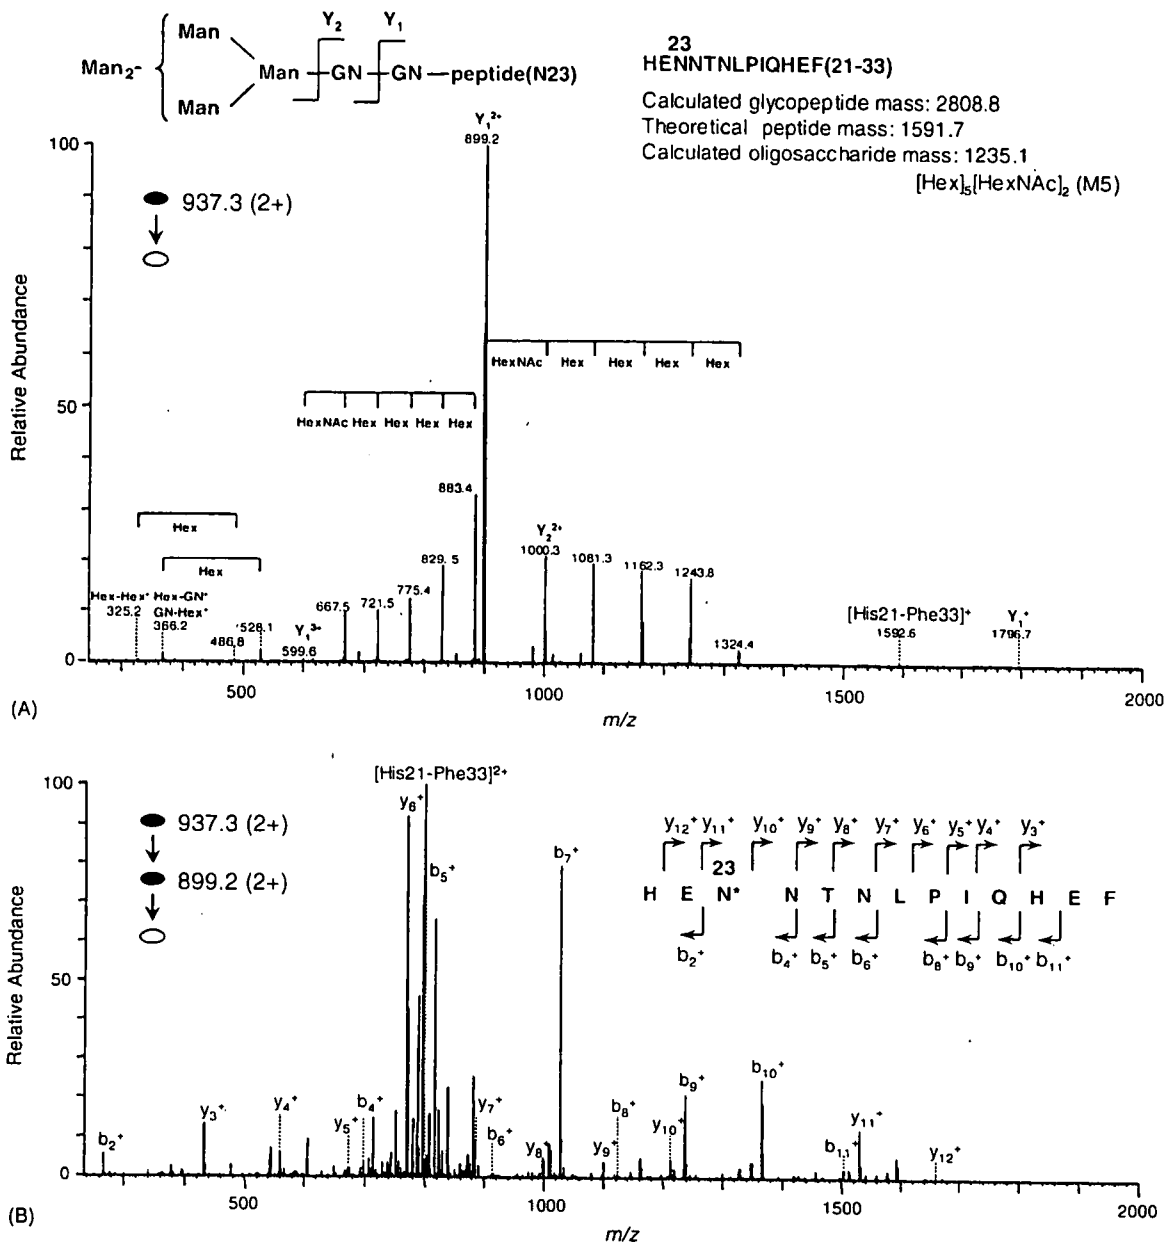 Y2 Y1
Man
Man2- { Man GN GN peptide(N23)
Man
23
HENNTNLPIQHEF(21-33)
Calculated glycopeptide mass: 2808.8
Theoretical peptide mass: 1591.7
Calculated oligosaccharide mass: 1235.1
[Hex]5[HexNAc]2 (M5)
Relative Abundance
100
50
0
937.3 (2+)
Y1 2+
899.2
HexNAc Hex Hex Hex Hex
HexNAc Hex Hex Hex Hex
Hex
Hex
Hex-Hex+ Hex-GN+
GN-Hex+
325.2
366.2
486.8
528.1
Y1 3+
599.6
667.5
721.5
775.4
829.5
883.4
Y2 2+
1000.3
1081.3
1162.3
1243.8
1324.4
[His21-Phe33]+
1592.6
Y1+
1796.7
500 1000 1500 2000
m/z
(A)
Relative Abundance
100
50
0
937.3 (2+)
899.2 (2+)
[His21-Phe33]2+
b2+
y3+
y4+
y5+
b4+
y6+
b5+
y7+
b6+
y8
b7+
y9+
b8+
y10+
b9+
b10+
b11+
y11+
y12+
y12+ y11+ y10+ y9+ y8+ y7+ y6+ y5+ y4+ y3+
23
H E N* N T N L P I Q H E F
b2+ b4+ b5+ b6+ b8+ b9+ b10+ b11+
500 1000 1500 2000
m/z
(B)